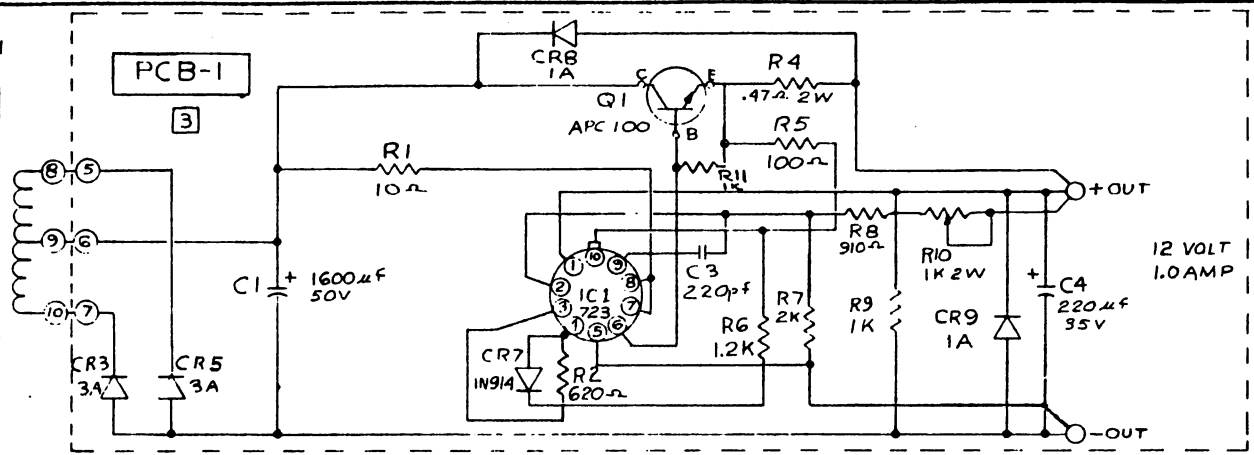 PCB-1
3
CR8
1A
C
E
Q1
APC 100
B
R4
.47Ω 2W
R5
100Ω
R11
1K
R1
10Ω
8
5
9
6
10
7
C1
+
1600µf
50V
CR3
3A
CR5
3A
10
1
9
2
8
3
7
1
5
6
IC1
723
CR7
1N914
R2
620Ω
C3
220pf
R6
1.2K
R7
2K
R8
910Ω
R10
1K 2W
R9
1K
CR9
1A
+
C4
220µf
35V
+OUT
-OUT
12 VOLT
1.0 AMP